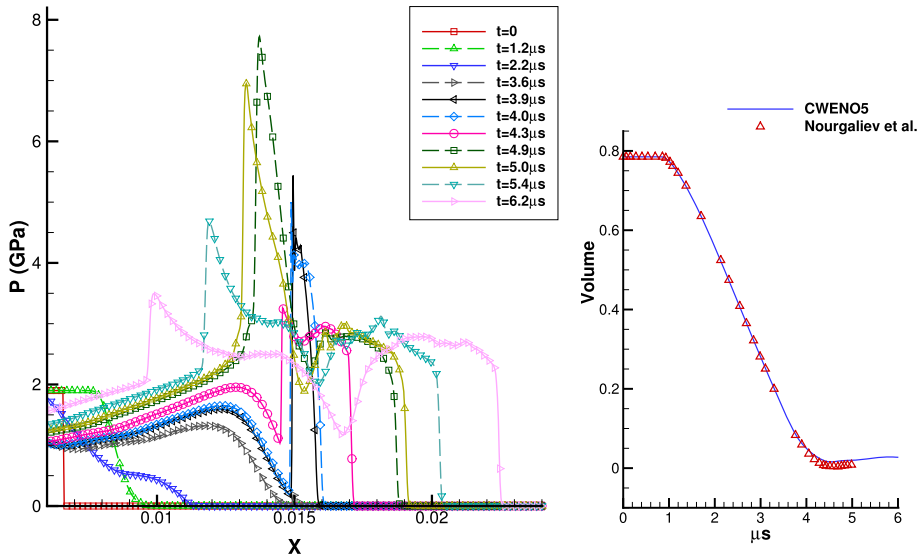 8
6
4
2
0
P (GPa)
0.01
0.015
0.02
X
t=0
t=1.2μs
t=2.2μs
t=3.6μs
t=3.9μs
t=4.0μs
t=4.3μs
t=4.9μs
t=5.0μs
t=5.4μs
t=6.2μs
CWENO5
Nourgaliev et al.
0.8
0.6
0.4
0.2
0
Volume
0 1 2 3 4 5 6
μs